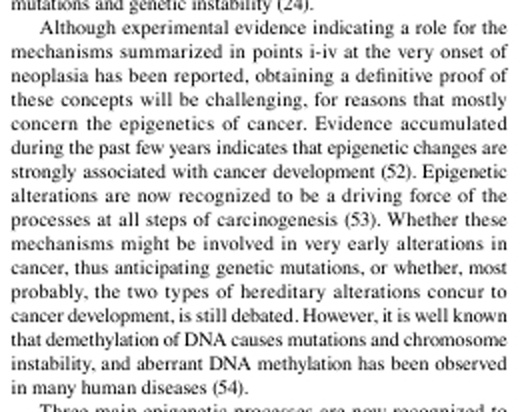 mutations and genetic instability (24).
Although experimental evidence indicating a role for the
mechanisms summarized in points i-iv at the very onset of
neoplasia has been reported, obtaining a definitive proof of
these concepts will be challenging, for reasons that mostly
concern the epigenetics of cancer. Evidence accumulated
during the past few years indicates that epigenetic changes are
strongly associated with cancer development (52). Epigenetic
alterations are now recognized to be a driving force of the
processes at all steps of carcinogenesis (53). Whether these
mechanisms might be involved in very early alterations in
cancer, thus anticipating genetic mutations, or whether, most
probably, the two types of hereditary alterations concur to
cancer development, is still debated. However, it is well known
that demethylation of DNA causes mutations and chromosome
instability, and aberrant DNA methylation has been observed
in many human diseases (54).
Three main epigenetic processes are now recognized to